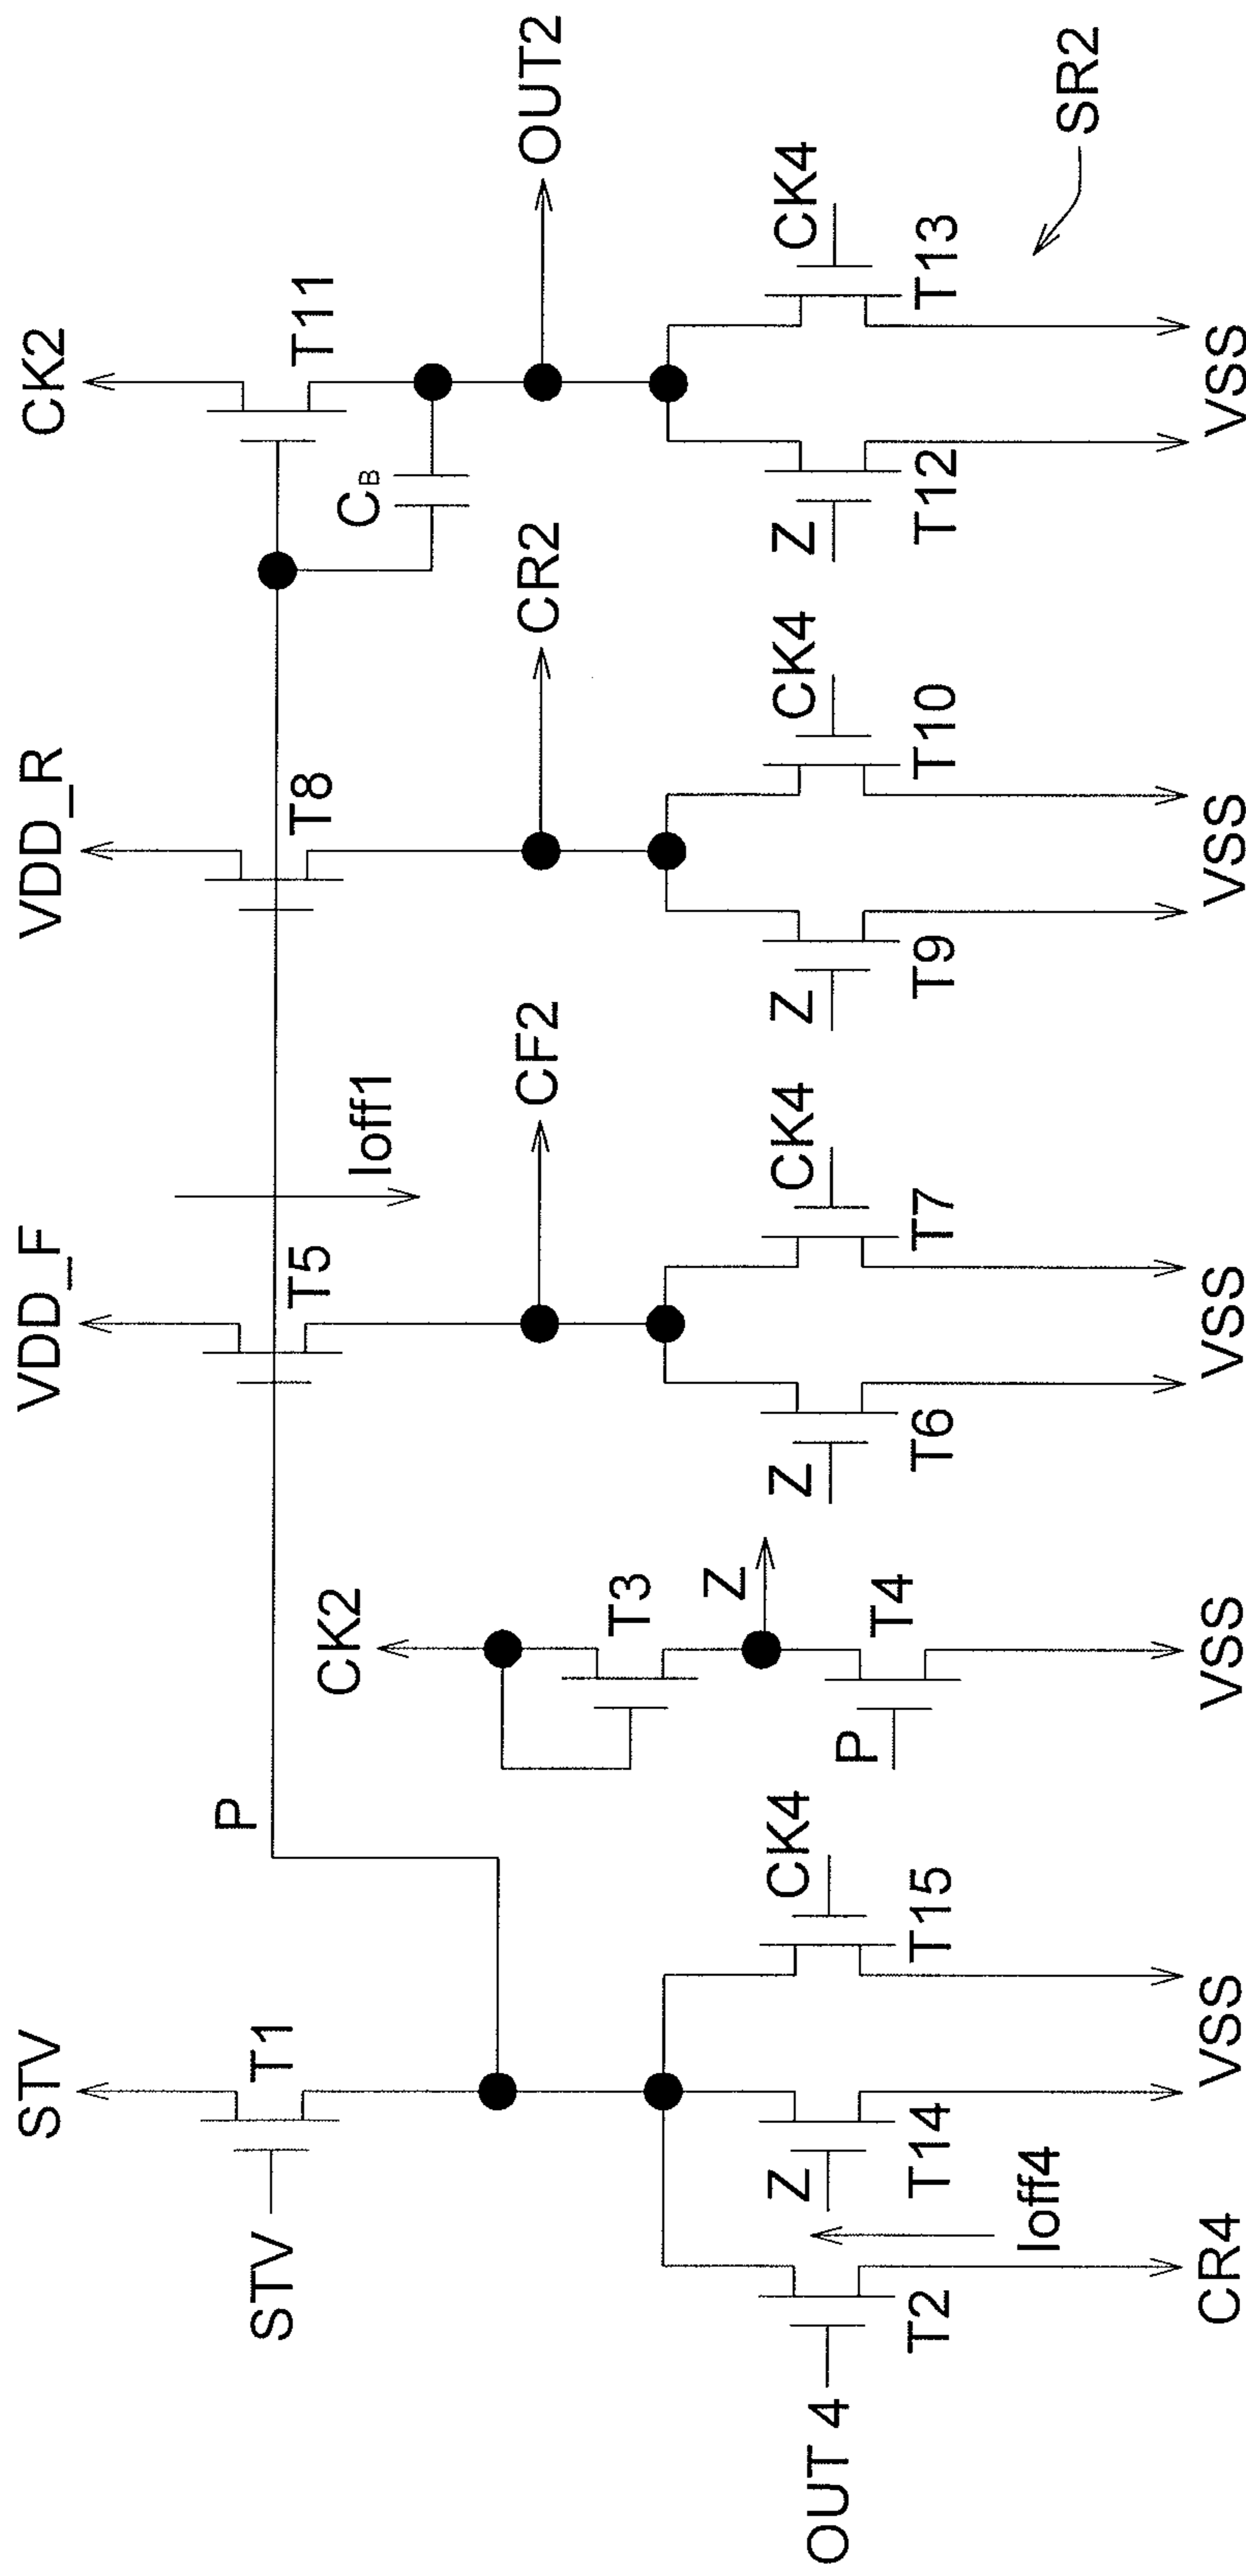 STV
VDD_F
VDD_R
CK2
P
STV
T1
T5
T8
T11
CK2
Ioff1
CB
CF2
CR2
OUT2
T3
Z
OUT 4
Z
CK4
P
Z
CK4
Z
CK4
Z
CK4
T4
T2
T14
T15
T6
T7
T9
T10
T12
T13
Ioff4
SR2
CR4
VSS
VSS
VSS
VSS
VSS